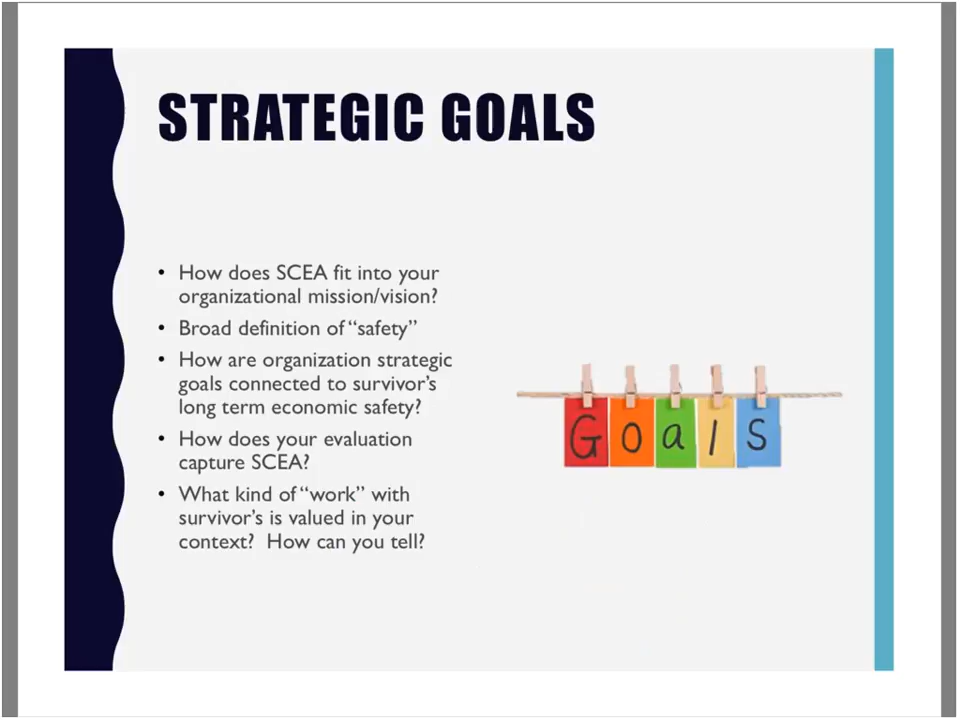 STRATEGIC GOALS
• How does SCEA fit into your
organizational mission/vision?
• Broad definition of “safety”
• How are organization strategic
goals connected to survivor’s
long term economic safety?
• How does your evaluation
capture SCEA?
• What kind of “work” with
survivor’s is valued in your
context?  How can you tell?
Goals